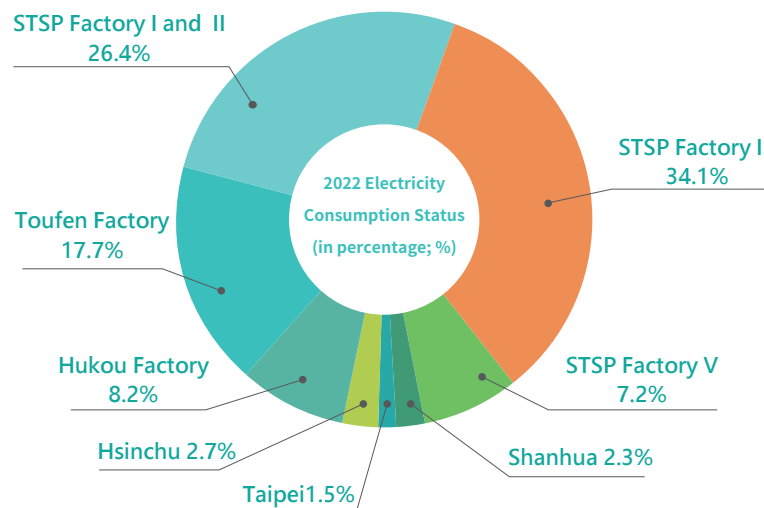 STSP Factory I and II
26.4%
STSP Factory I
34.1%
2022 Electricity
Consumption Status
(in percentage; %)
Toufen Factory
17.7%
Hukou Factory
8.2%
STSP Factory V
7.2%
Hsinchu 2.7%
Shanhua 2.3%
Taipei1.5%